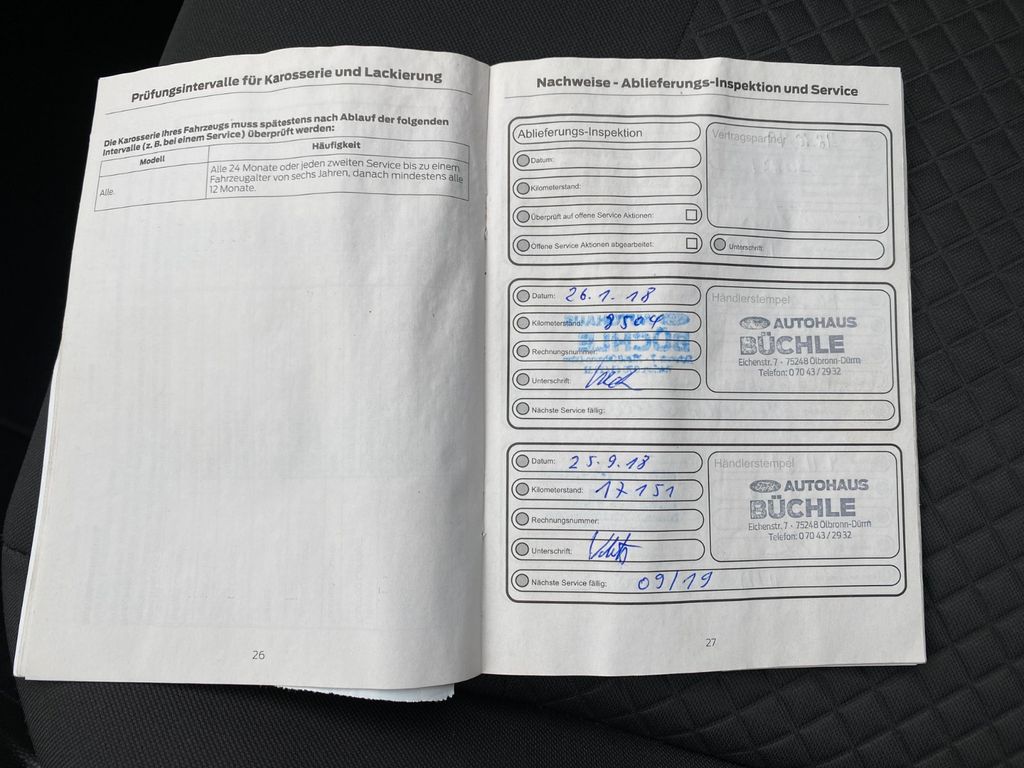 Prüfungsintervalle für Karosserie und Lackierung
Die Karosserie Ihres Fahrzeugs muss spätestens nach Ablauf der folgenden
Intervalle (z. B. bei einem Service) überprüft werden:
Modell Häufigkeit
Alle. Alle 24 Monate oder jeden zweiten Service bis zu einem
Fahrzeugalter von sechs Jahren, danach mindestens alle
12 Monate.
26
Nachweise - Ablieferungs-Inspektion und Service
Ablieferungs-Inspektion
Datum:
Kilometerstand:
Überprüft auf offene Service Aktionen:
Offene Service Aktionen abgearbeitet:
Vertragspartner
Unterschrift:
Datum: 26.1.18
Kilometerstand: 8504
Rechnungsnummer:
Unterschrift:
Nächste Service fällig:
Händlerstempel
Ford AUTOHAUS
BÜCHLE
Eichenstr. 7 - 75248 Ölbronn-Dürrn
Telefon: 0 70 43 / 29 32
Datum: 25.9.18
Kilometerstand: 17151
Rechnungsnummer:
Unterschrift:
Nächste Service fällig: 09/19
Händlerstempel
Ford AUTOHAUS
BÜCHLE
Eichenstr. 7 - 75248 Ölbronn-Dürrn
Telefon: 0 70 43 / 29 32
27